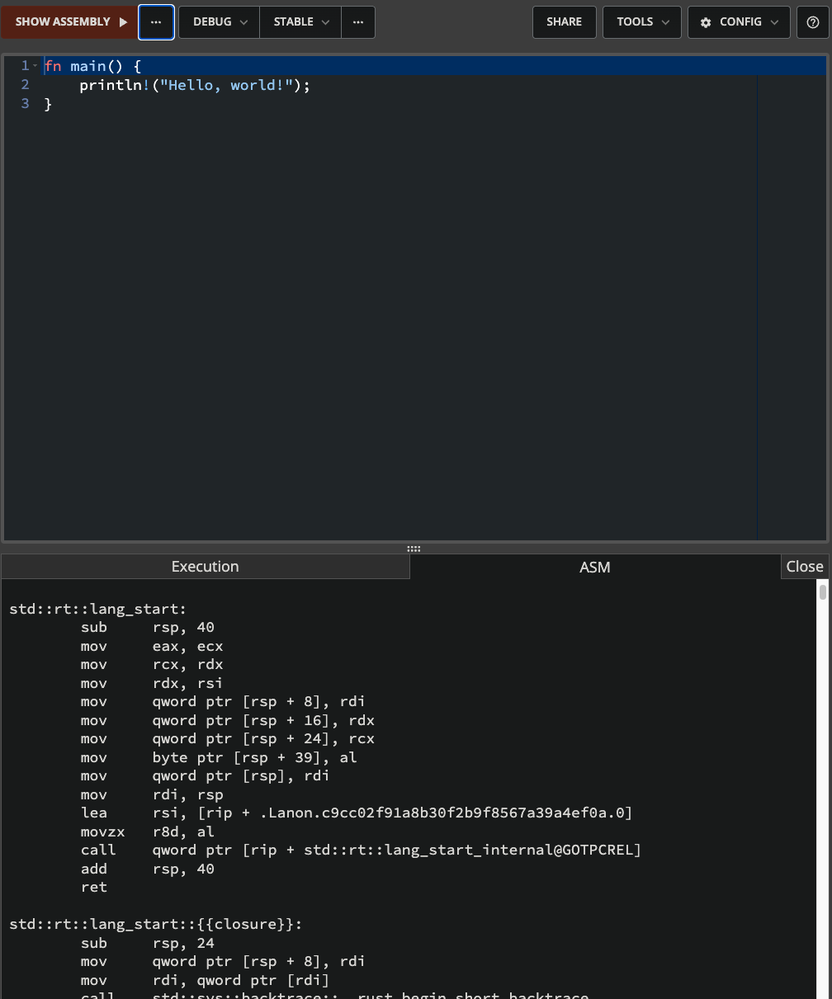 SHOW ASSEMBLY ▶ ··· DEBUG STABLE ··· SHARE TOOLS CONFIG
1 fn main() {
2     println!("Hello, world!");
3 }
Execution ASM Close
std::rt::lang_start:
        sub     rsp, 40
        mov     eax, ecx
        mov     rcx, rdx
        mov     rdx, rsi
        mov     qword ptr [rsp + 8], rdi
        mov     qword ptr [rsp + 16], rdx
        mov     qword ptr [rsp + 24], rcx
        mov     byte ptr [rsp + 39], al
        mov     qword ptr [rsp], rdi
        mov     rdi, rsp
        lea     rsi, [rip + .Lanon.c9cc02f91a8b30f2b9f8567a39a4ef0a.0]
        movzx   r8d, al
        call    qword ptr [rip + std::rt::lang_start_internal@GOTPCREL]
        add     rsp, 40
        ret

std::rt::lang_start::{{closure}}:
        sub     rsp, 24
        mov     qword ptr [rsp + 8], rdi
        mov     rdi, qword ptr [rdi]
        call    std::sys::backtrace::__rust_begin_short_backtrace